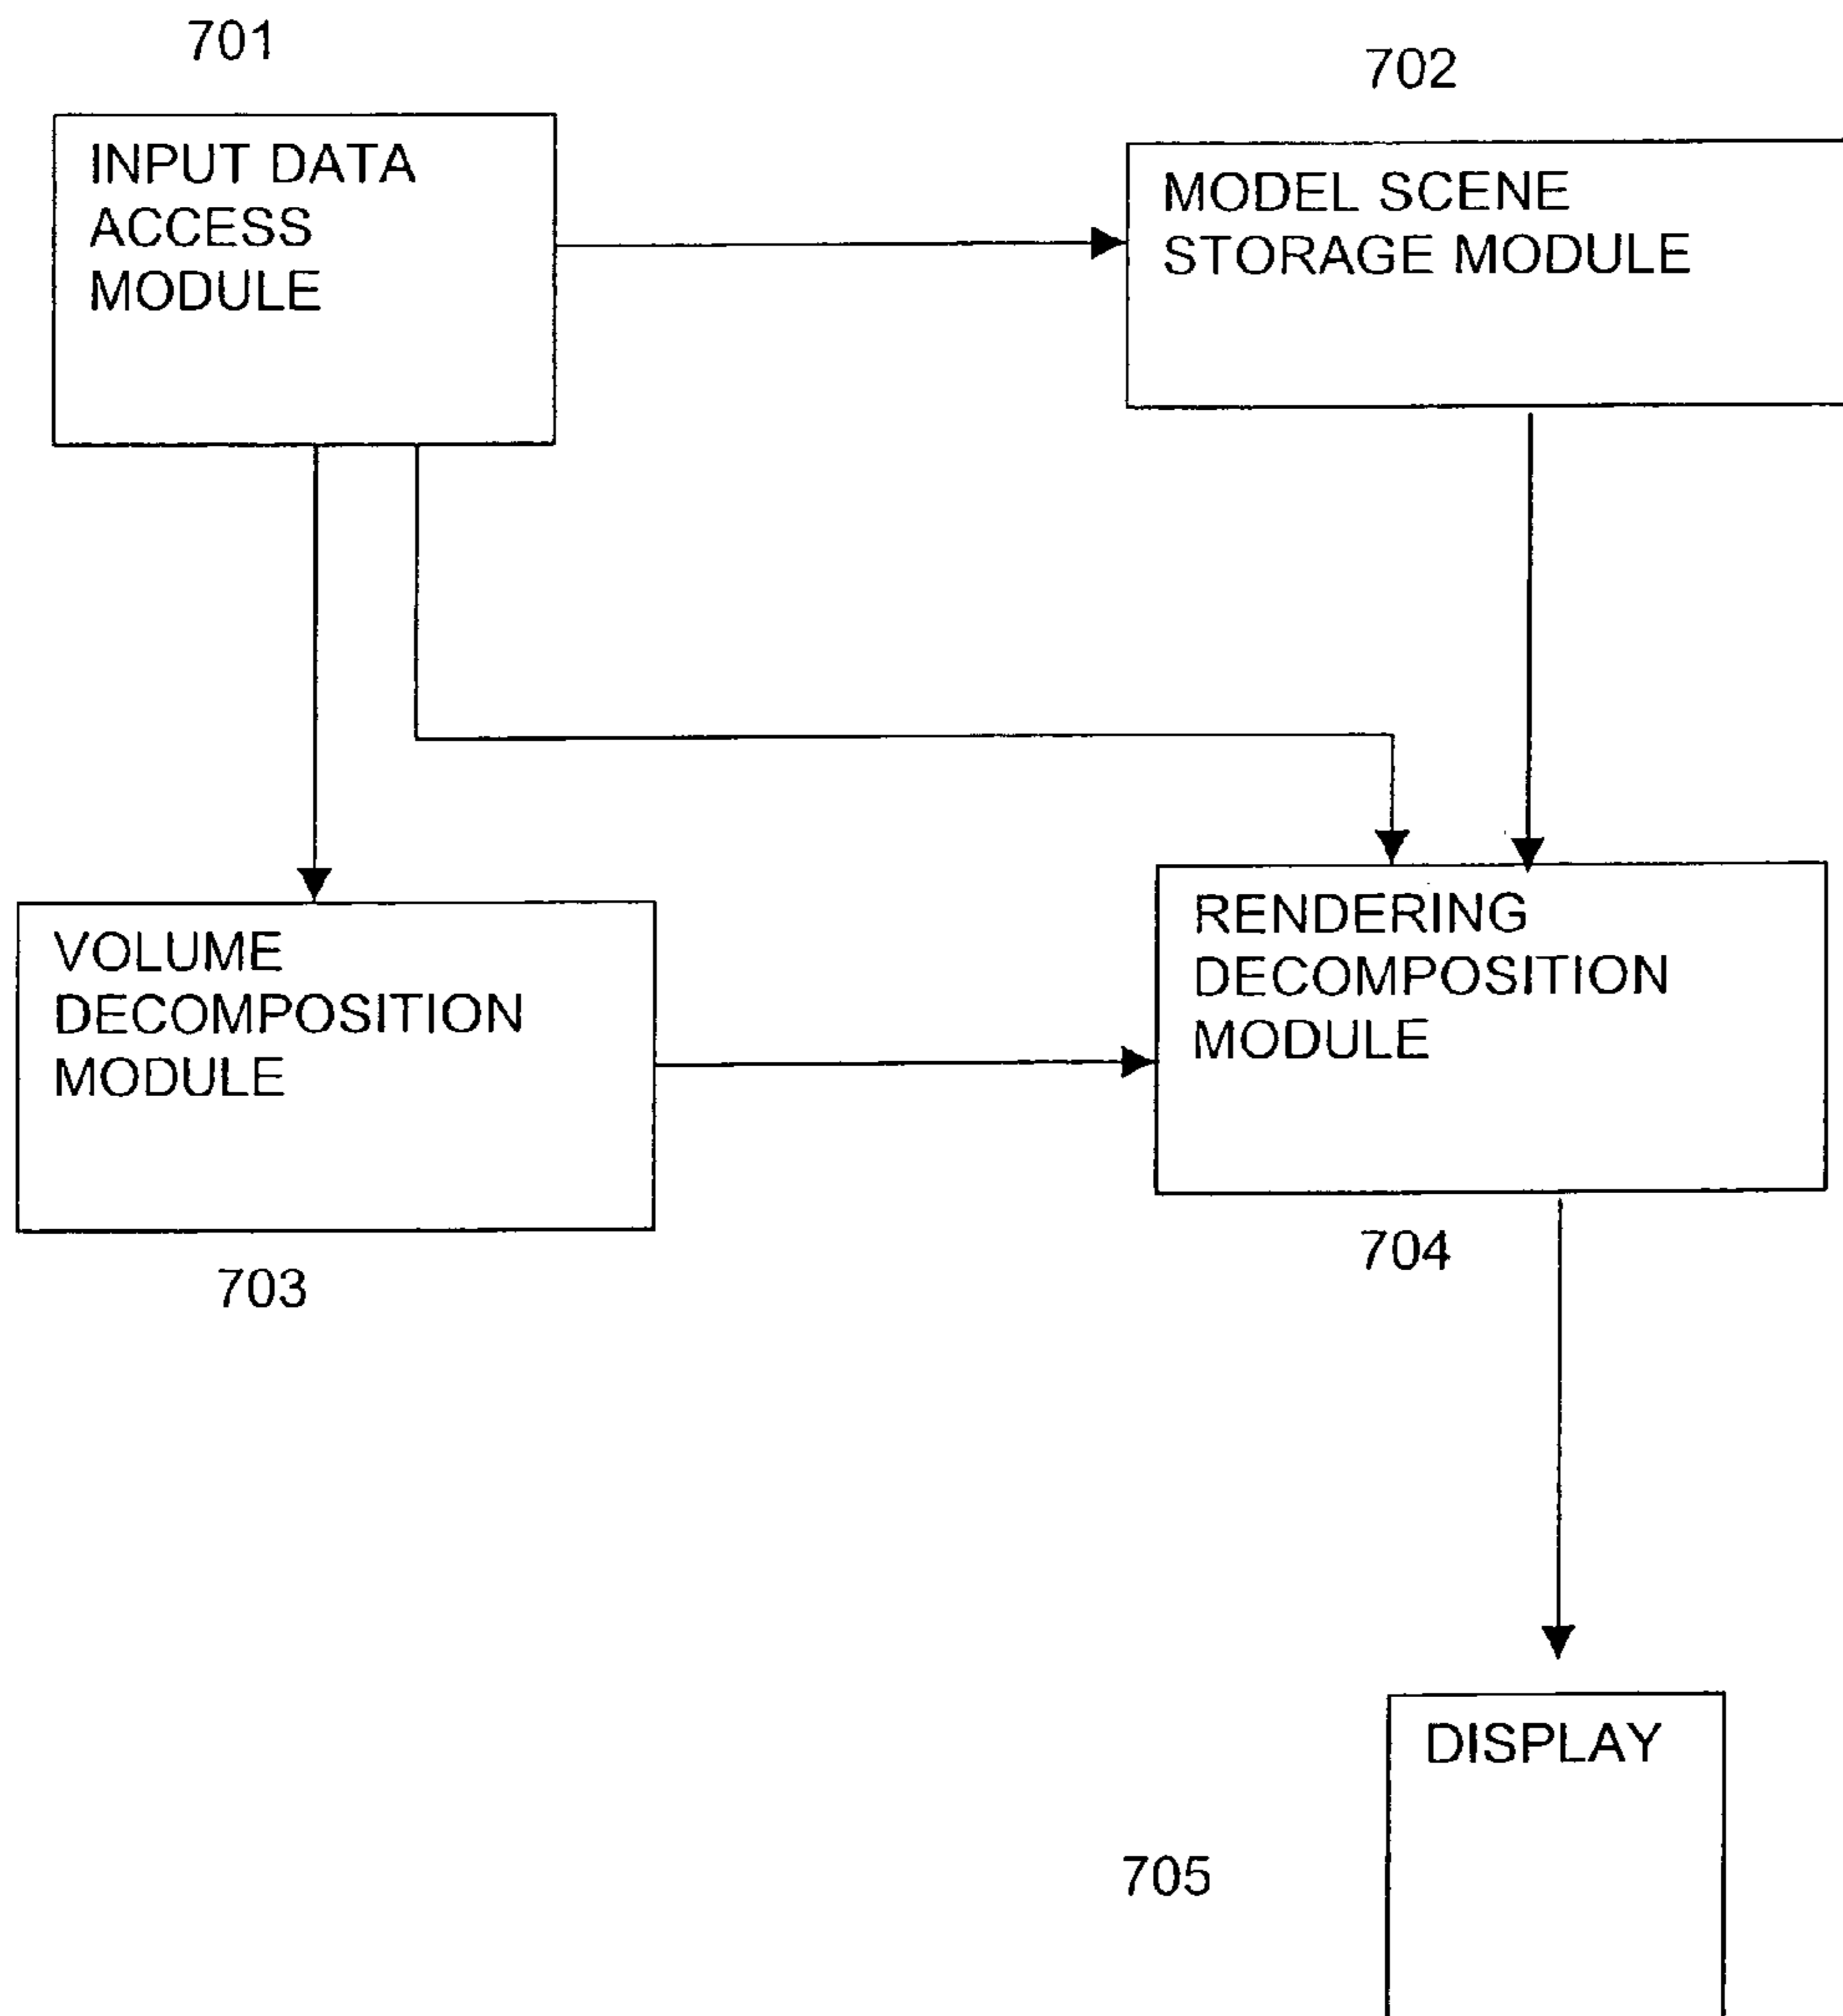 701
INPUT DATA
ACCESS
MODULE
702
MODEL SCENE
STORAGE MODULE
VOLUME
DECOMPOSITION
MODULE
703
RENDERING
DECOMPOSITION
MODULE
704
DISPLAY
705